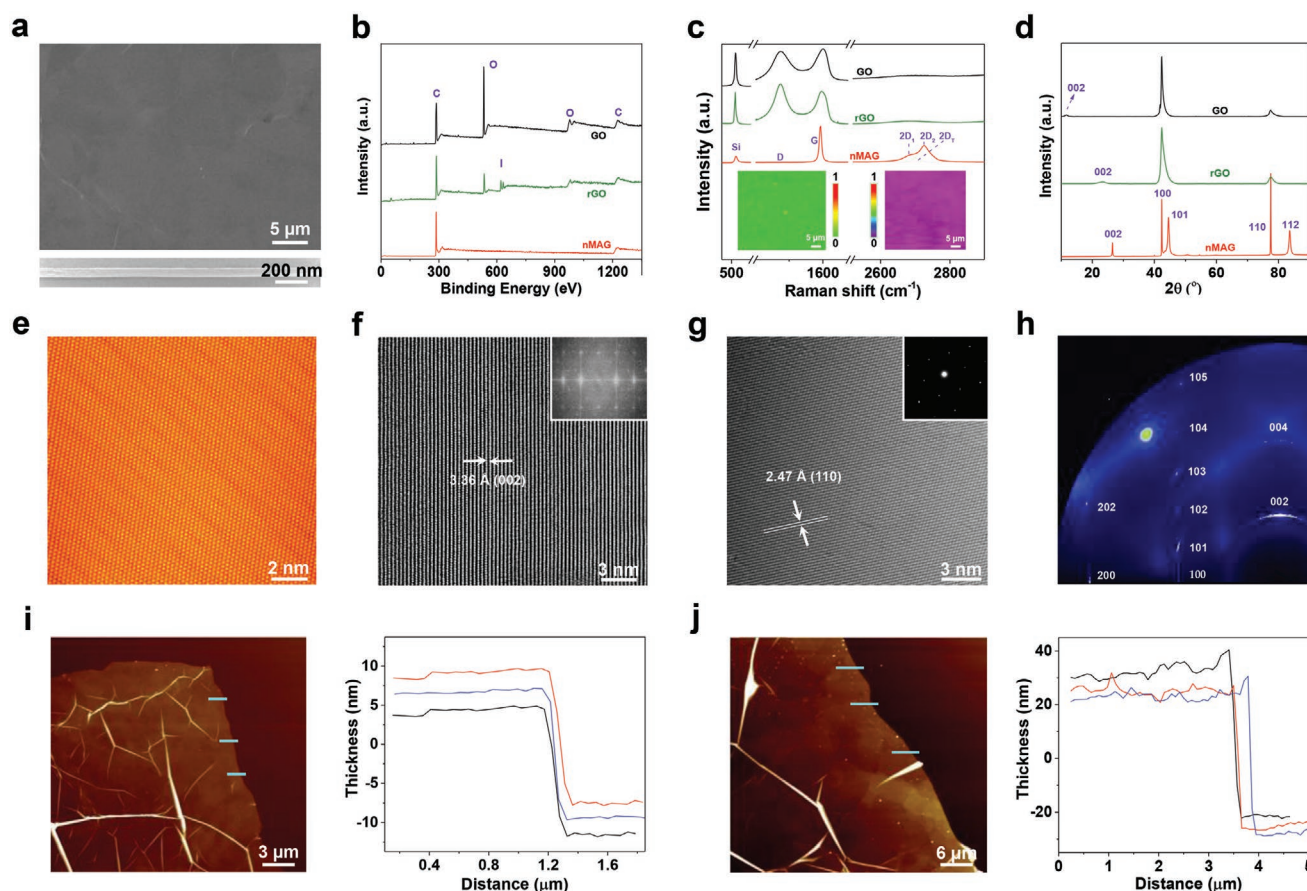 a
5 µm
200 nm
b
Intensity (a.u.)
C
O
O
C
GO
I
rGO
nMAG
0 300 600 900 1200
Binding Energy (eV)
c
Intensity (a.u.)
GO
rGO
Si
D
G
nMAG
2D1 2D2 2DT
1
0
5 µm
1
0
5 µm
500 1600 2600 2800
Raman shift (cm-1)
d
Intensity (a.u.)
002
GO
002
rGO
100
101
002
nMAG
110
112
20 40 60 80
2θ (°)
e
2 nm
f
3.36 Å (002)
3 nm
g
2.47 Å (110)
3 nm
h
105
104
004
103
202
102
002
101
200
100
i
3 µm
Thickness (nm)
10
5
0
-5
-10
0.4 0.8 1.2 1.6
Distance (µm)
j
6 µm
Thickness (nm)
40
20
0
-20
0 1 2 3 4 5
Distance (µm)